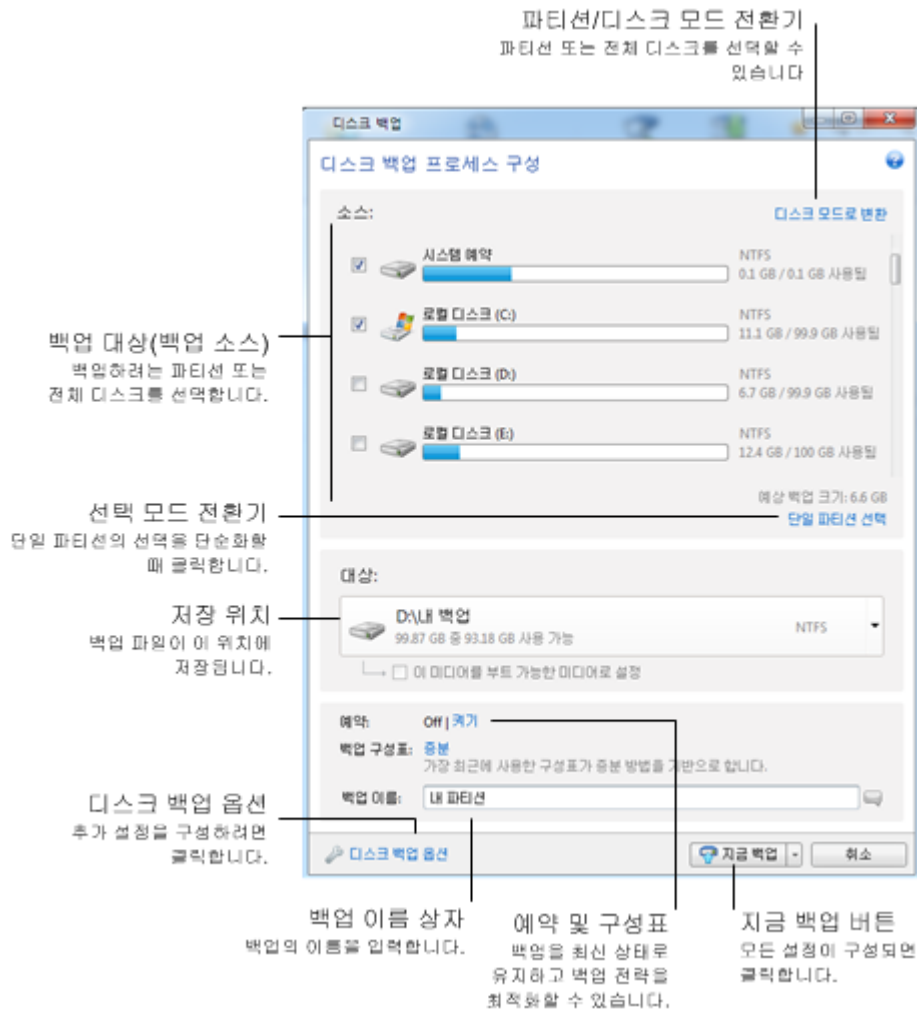 파티션/디스크 모드 전환기
파티션 또는 전체 디스크를 선택할 수
있습니다
디스크 백업
디스크 백업 프로세스 구성
소스:
디스크 모드로 변환
시스템 예약
NTFS
0.1 GB / 0.1 GB 사용됨
로컬 디스크 (C:)
NTFS
11.1 GB / 99.9 GB 사용됨
로컬 디스크 (D:)
NTFS
6.7 GB / 99.9 GB 사용됨
로컬 디스크 (E:)
NTFS
12.4 GB / 100 GB 사용됨
백업 대상(백업 소스)
백업하려는 파티션 또는
전체 디스크를 선택합니다.
예상 백업 크기: 6.6 GB
단일 파티션 선택
선택 모드 전환기
단일 파티션의 선택을 단순화할
때 클릭합니다.
대상:
D:\내 백업
99.87 GB 중 93.18 GB 사용 가능
NTFS
이 미디어를 부트 가능한 미디어로 설정
저장 위치
백업 파일이 이 위치에
저장됩니다.
예약:
Off | 켜기
백업 구성표:
증분
가장 최근에 사용한 구성표가 증분 방법을 기반으로 합니다.
백업 이름:
내 파티션
디스크 백업 옵션
추가 설정을 구성하려면
클릭합니다.
디스크 백업 옵션
지금 백업
취소
백업 이름 상자
백업의 이름을 입력합니다.
예약 및 구성표
백업을 최신 상태로
유지하고 백업 전략을
최적화할 수 있습니다.
지금 백업 버튼
모든 설정이 구성되면
클릭합니다.